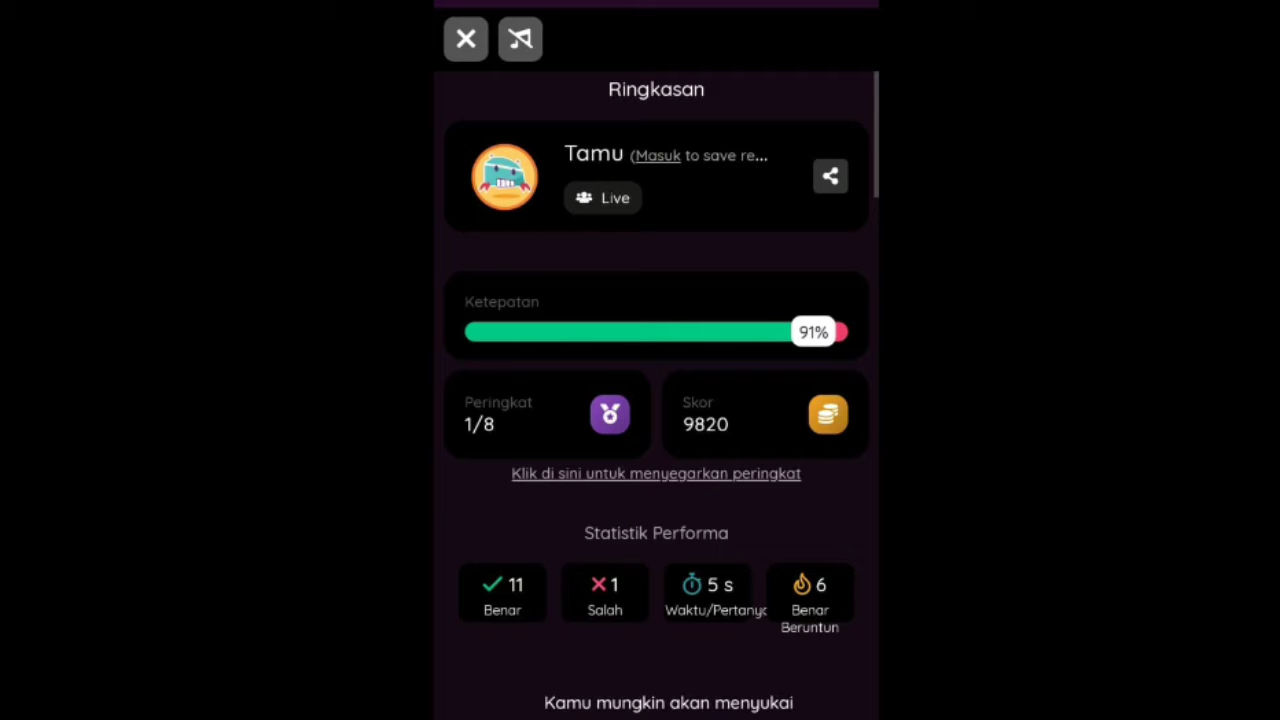 Ringkasan
Tamu (Masuk to save re...
Live
Ketepatan
91%
Peringkat
1/8
Skor
9820
Klik di sini untuk menyegarkan peringkat
Statistik Performa
11
Benar
1
Salah
5 s
Waktu/Pertanyc
6
Benar
Beruntun
Kamu mungkin akan menyukai